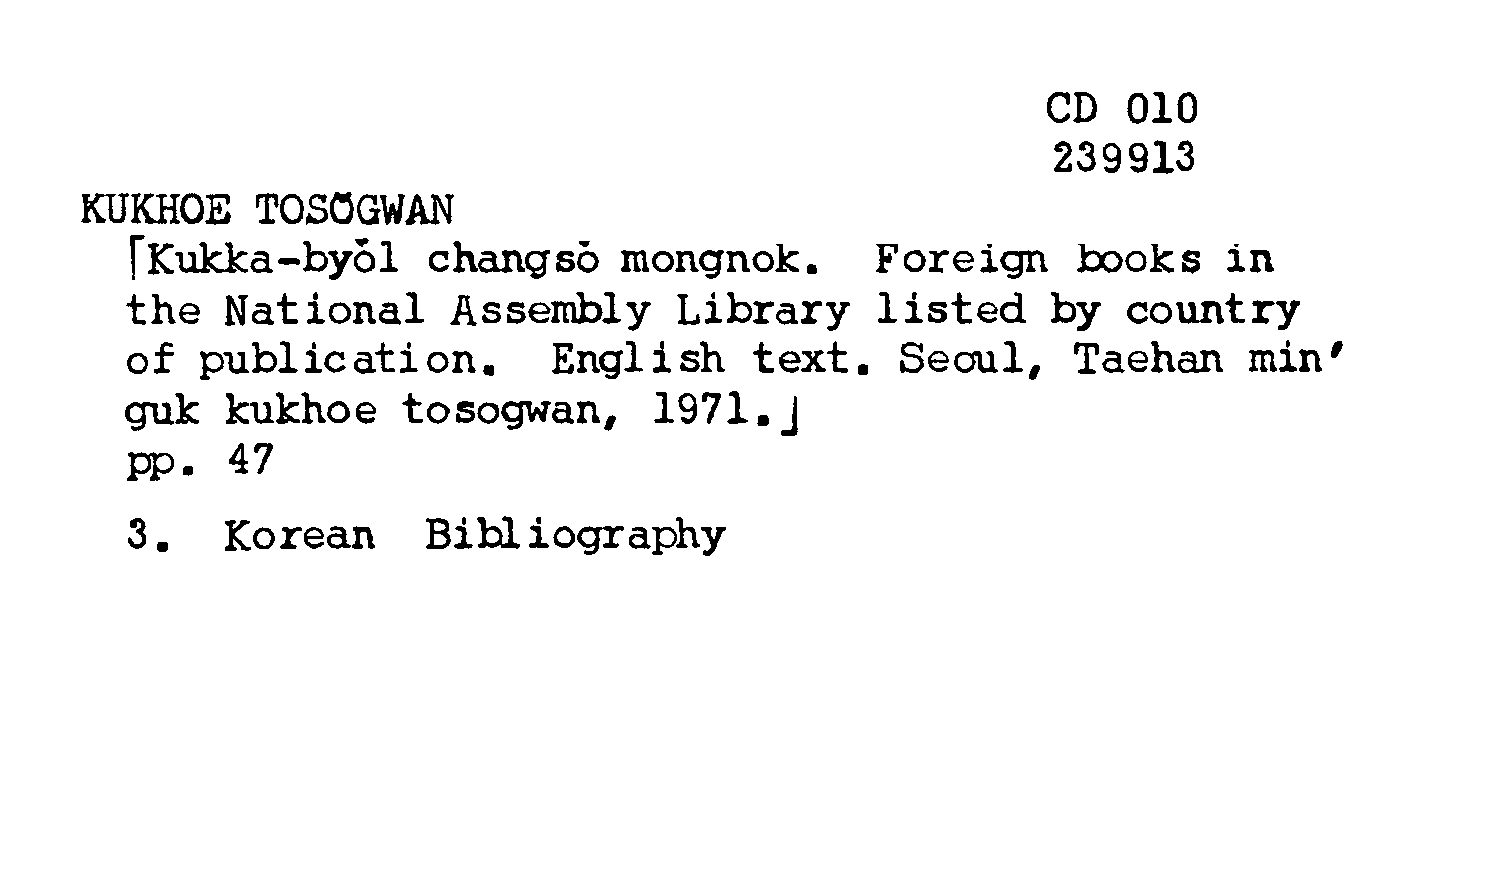 CD 010
239913
KUKHOE TOSŎGWAN
⌈Kukka-byŏl changsŏ mongnok. Foreign books in
the National Assembly Library listed by country
of publication. English text. Seoul, Taehan min'
guk kukhoe tosogwan, 1971.⌋
pp. 47
3. Korean Bibliography